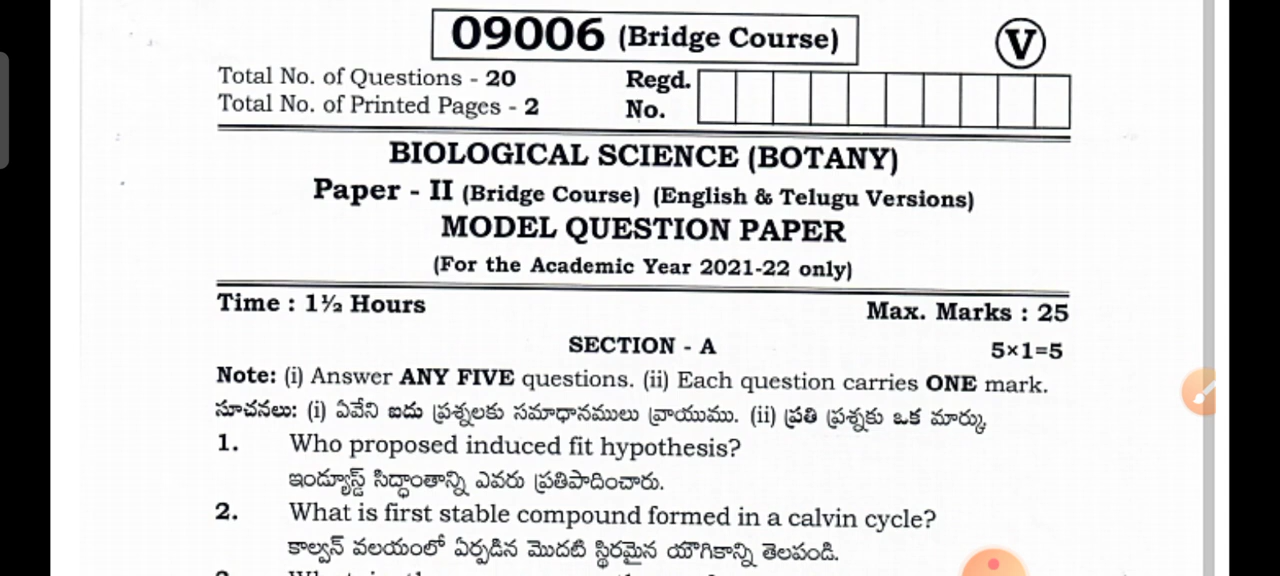 09006 (Bridge Course)
V
Total No. of Questions - 20
Total No. of Printed Pages - 2
Regd.
No.
BIOLOGICAL SCIENCE (BOTANY)
Paper - II (Bridge Course) (English & Telugu Versions)
MODEL QUESTION PAPER
(For the Academic Year 2021-22 only)
Time : 1½ Hours
Max. Marks : 25
SECTION - A
5×1=5
Note: (i) Answer ANY FIVE questions. (ii) Each question carries ONE mark.
సూచనలు: (i) ఏవేని ఐదు ప్రశ్నలకు సమాధానములు వ్రాయుము. (ii) ప్రతి ప్రశ్నకు ఒక మార్కు.
1. Who proposed induced fit hypothesis?
ఇండ్యూస్డ్ సిద్ధాంతాన్ని ఎవరు ప్రతిపాదించారు.
2. What is first stable compound formed in a calvin cycle?
కాల్వన్ వలయంలో ఏర్పడిన మొదటి స్థిరమైన యౌగికాన్ని తెలపండి.